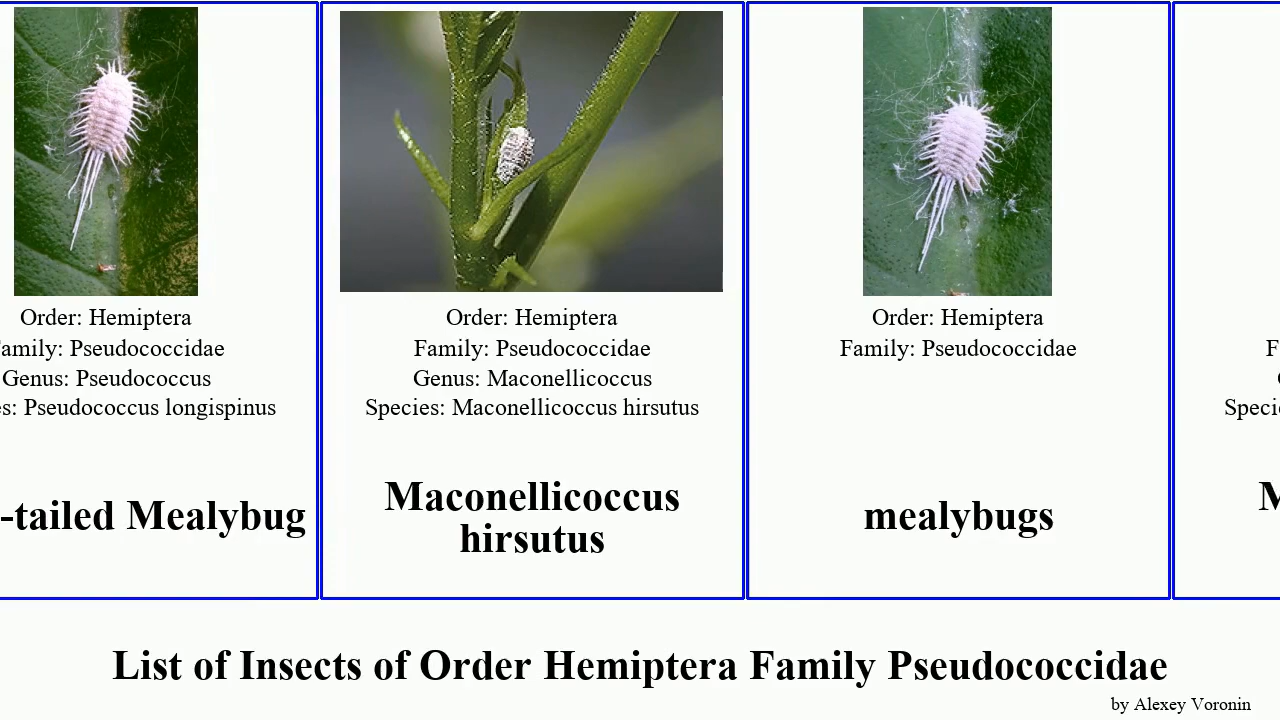 Order: Hemiptera
amily: Pseudococcidae
Genus: Pseudococcus
es: Pseudococcus longispinus
-tailed Mealybug
Order: Hemiptera
Family: Pseudococcidae
Genus: Maconellicoccus
Species: Maconellicoccus hirsutus
Maconellicoccus
hirsutus
Order: Hemiptera
Family: Pseudococcidae
mealybugs
F
Speci
M
List of Insects of Order Hemiptera Family Pseudococcidae
by Alexey Voronin